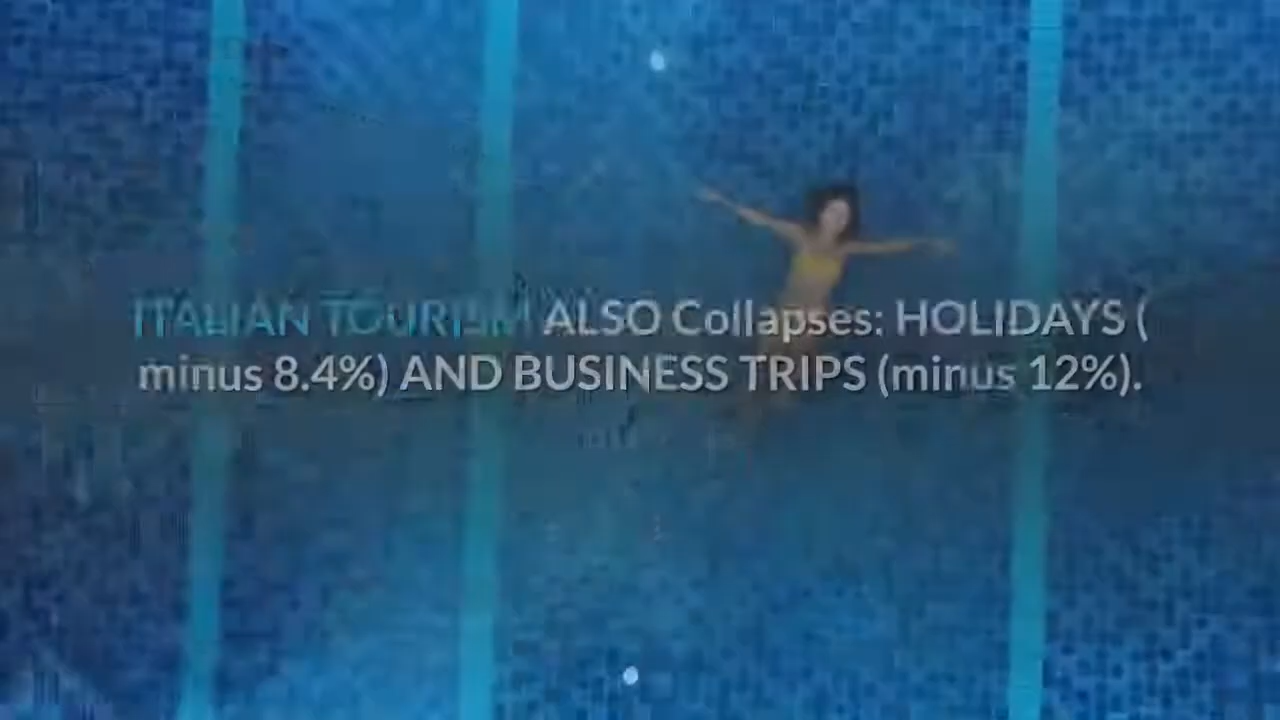 ITALIAN TOURISM ALSO Collapses: HOLIDAYS (
minus 8.4%) AND BUSINESS TRIPS (minus 12%).